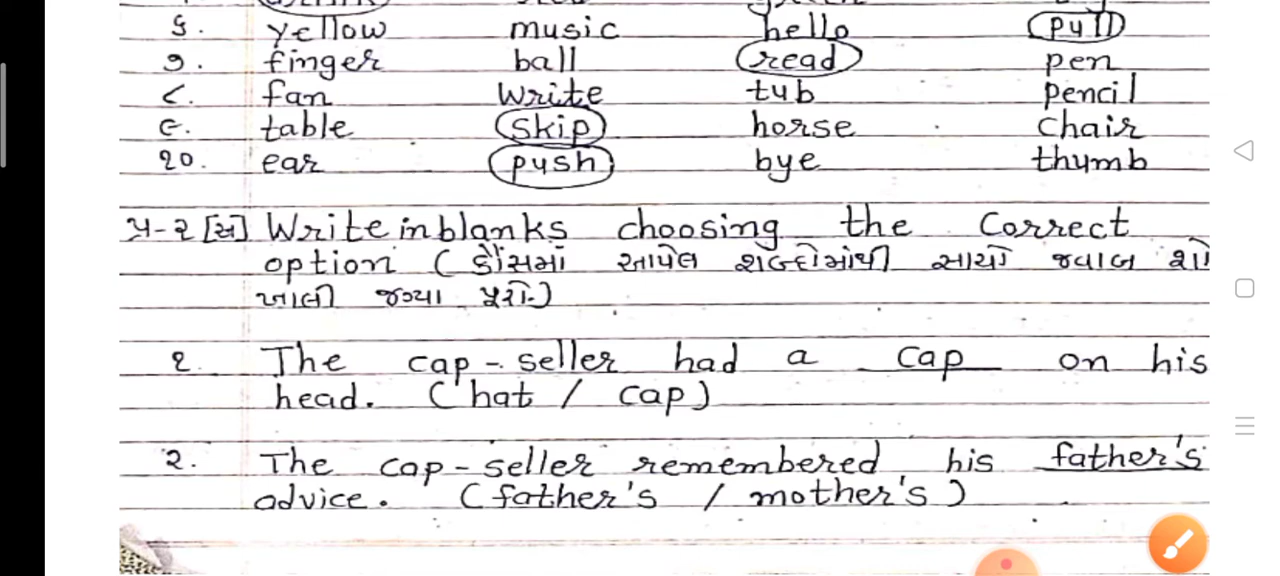 ૬. yellow music hello pull
૭. finger ball read pen
૮. fan write tub pencil
૯. table skip horse chair
૧૦. ear push bye thumb
પ્ર-૨ [અ] Write in blanks choosing the Correct
option (કૌંસમાં આપેલ શબ્દોમાંથી સાચો જવાબ શો
ખાલી જગ્યા પૂરો.)
૧. The cap-seller had a cap on his
head. (hat / cap)
૨. The cap-seller remembered his father's
advice. (father's / mother's)